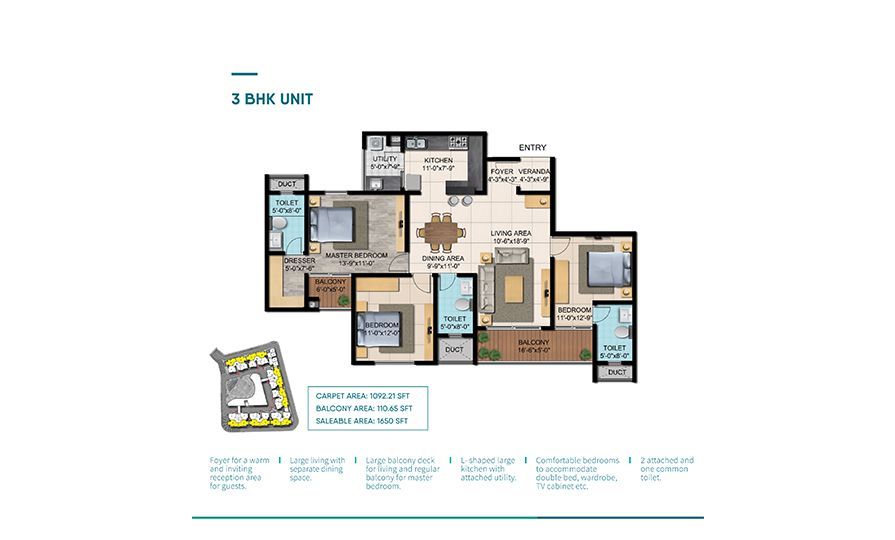 3 BHK UNIT
ENTRY
UTILITY
5'-0"x7'-9"
KITCHEN
11'-0"x7'-9"
FOYER
4'-3"x4'-3"
VERANDA
4'-3"x4'-9"
DUCT
TOILET
5'-0"x8'-0"
LIVING AREA
10'-6"x18'-9"
MASTER BEDROOM
13'-9"x11'-0"
DINING AREA
9'-9"x11'-0"
DRESSER
5'-0"x7'-6"
BALCONY
6'-0"x5'-0"
BEDROOM
11'-0"x12'-9"
TOILET
5'-0"x8'-0"
BEDROOM
11'-0"x12'-0"
BALCONY
16'-6"x5'-0"
DUCT
TOILET
5'-0"x8'-0"
DUCT
CARPET AREA: 1092.21 SFT
BALCONY AREA: 110.65 SFT
SALEABLE AREA: 1650 SFT
Foyer for a warm
and inviting
reception area
for guests.
Large living with
separate dining
space.
Large balcony deck
for living and regular
balcony for master
bedroom.
L- shaped large
kitchen with
attached utility.
Comfortable bedrooms
to accommodate
double bed, wardrobe,
TV cabinet etc.
2 attached and
one common
toilet.